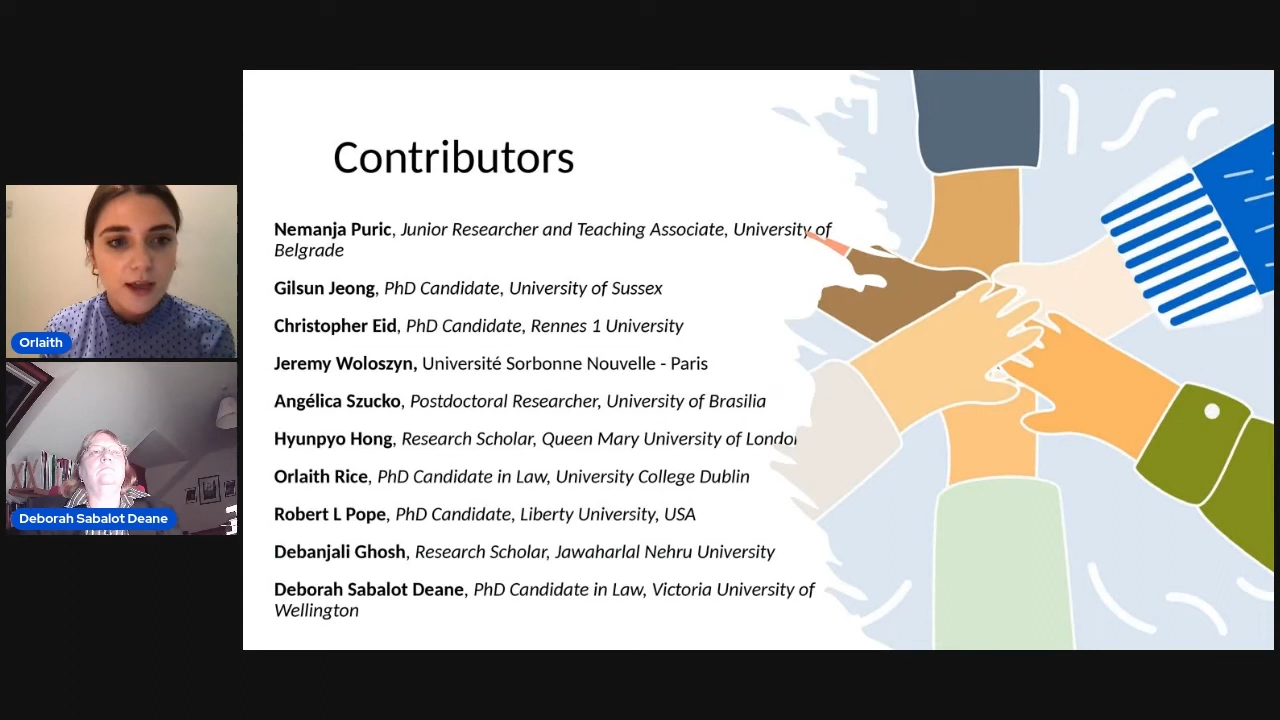 Contributors
Nemanja Puric, Junior Researcher and Teaching Associate, University of
Belgrade
Gilsun Jeong, PhD Candidate, University of Sussex
Christopher Eid, PhD Candidate, Rennes 1 University
Jeremy Woloszyn, Université Sorbonne Nouvelle - Paris
Angélica Szucko, Postdoctoral Researcher, University of Brasilia
Hyunpyo Hong, Research Scholar, Queen Mary University of London
Orlaith Rice, PhD Candidate in Law, University College Dublin
Robert L Pope, PhD Candidate, Liberty University, USA
Debanjali Ghosh, Research Scholar, Jawaharlal Nehru University
Deborah Sabalot Deane, PhD Candidate in Law, Victoria University of
Wellington
Orlaith
Deborah Sabalot Deane